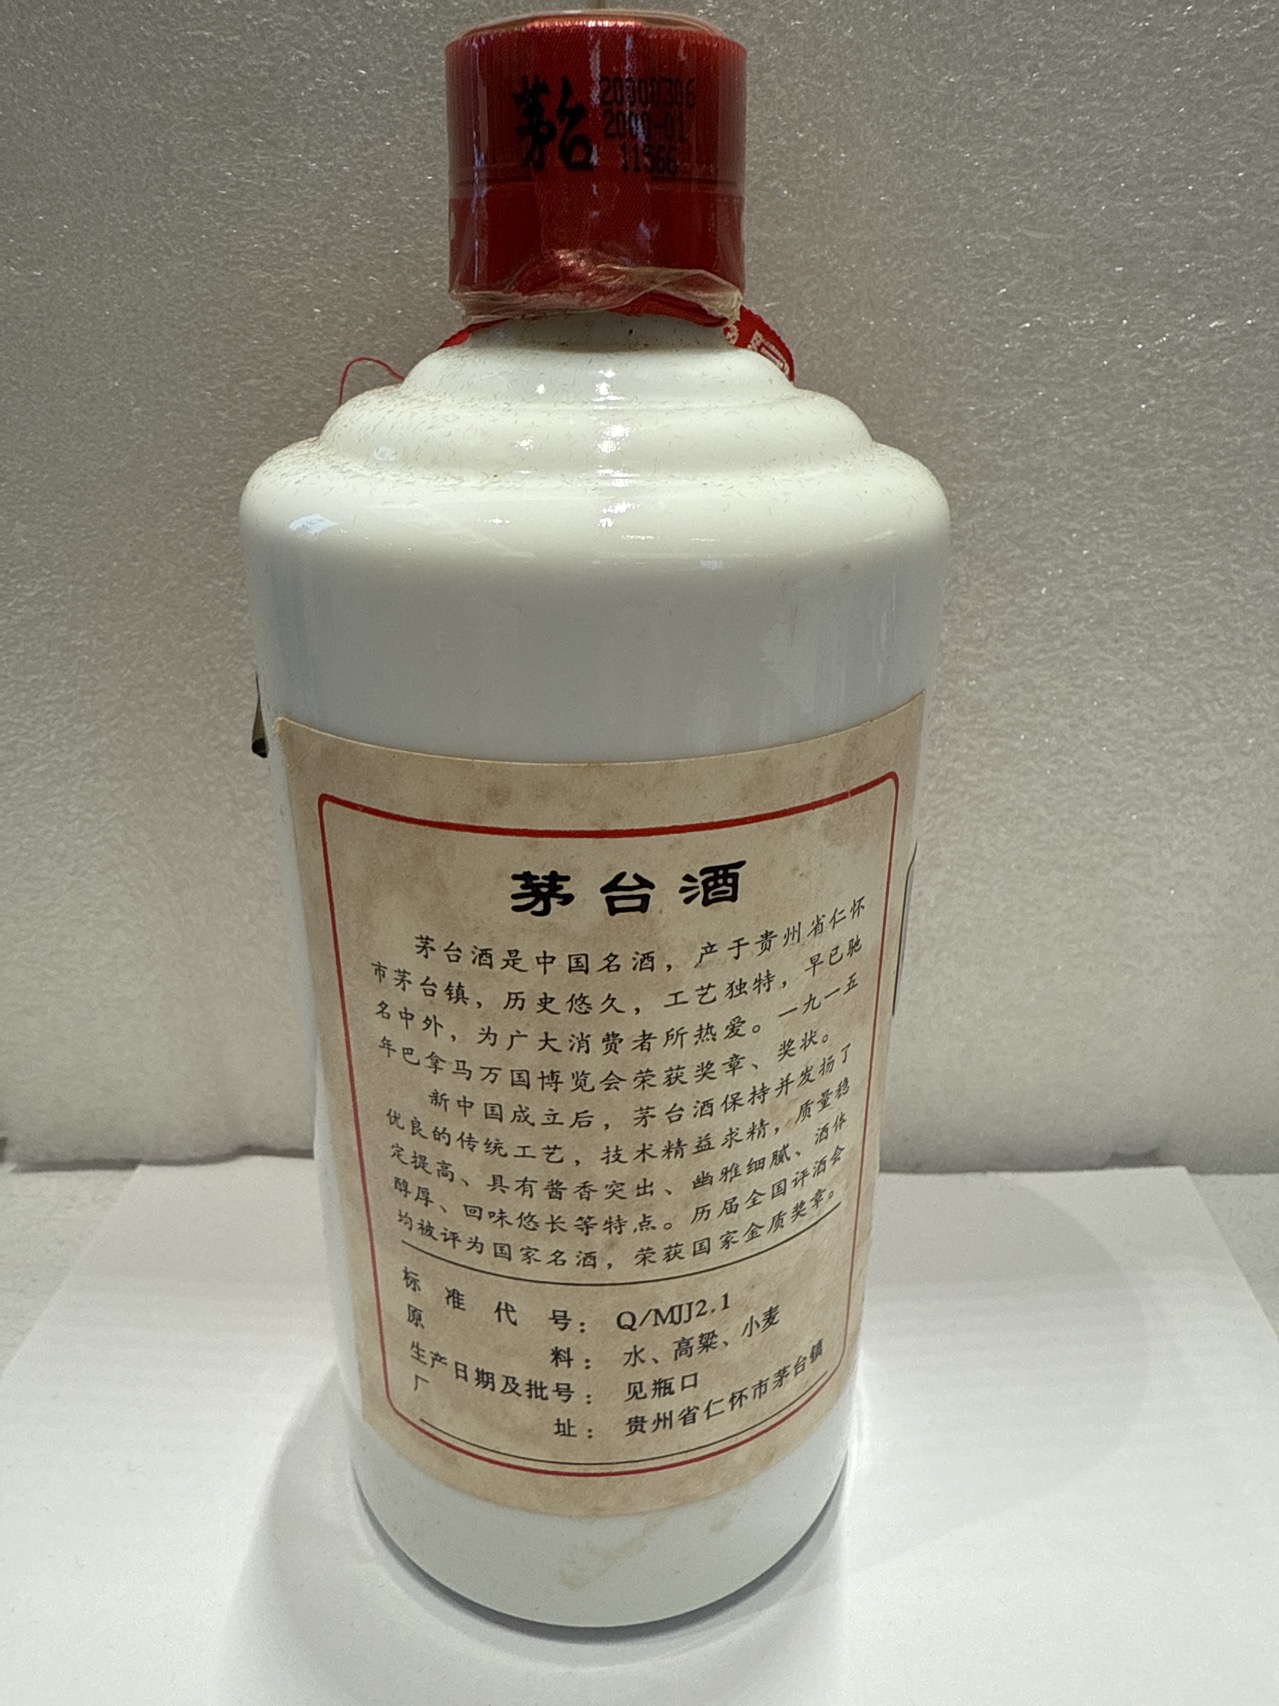 茅台
20000306
2000-01
11366
茅台酒
茅台酒是中国名酒，产于贵州省仁怀
市茅台镇，历史悠久，工艺独特，早已驰
名中外，为广大消费者所热爱。一九一五
年巴拿马万国博览会荣获奖章、奖状。
新中国成立后，茅台酒保持并发扬了
优良的传统工艺，技术精益求精，质量稳
定提高、具有酱香突出、幽雅细腻、酒体
醇厚、回味悠长等特点。历届全国评酒会
均被评为国家名酒，荣获国家金质奖章。
标准代号：Q/MJJ2.1
原料：水、高粱、小麦
生产日期及批号：见瓶口
厂址：贵州省仁怀市茅台镇